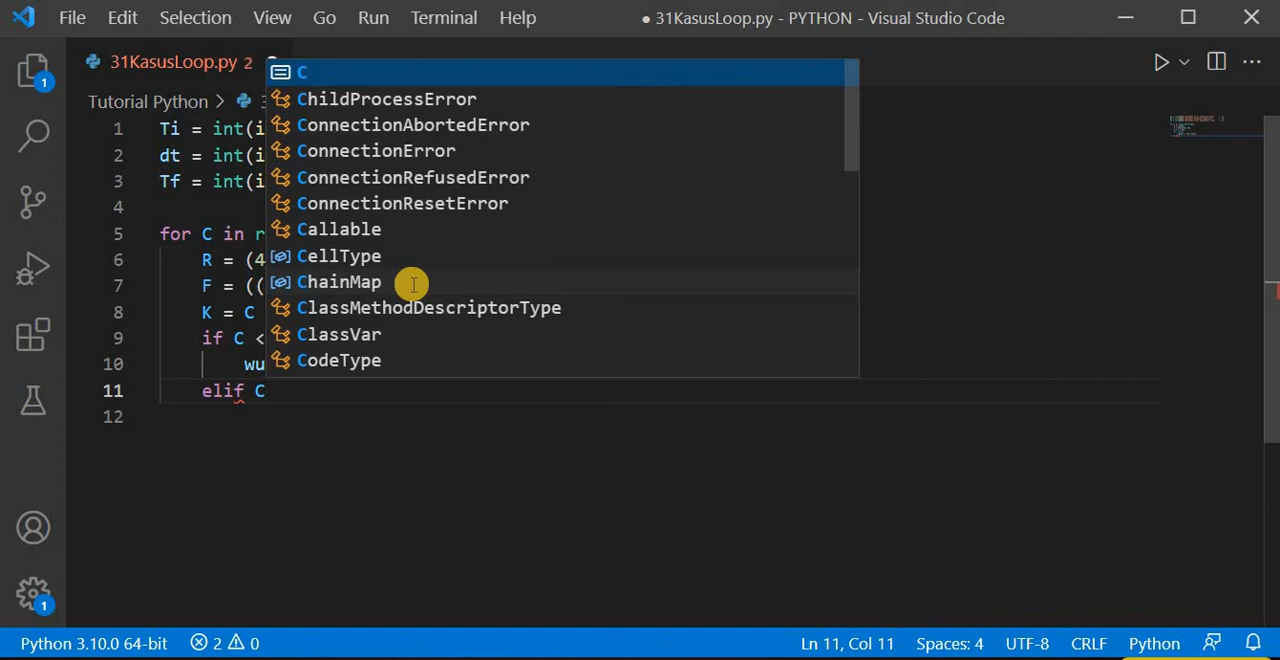 File Edit Selection View Go Run Terminal Help ● 31KasusLoop.py - PYTHON - Visual Studio Code
1 31KasusLoop.py 2
Tutorial Python > 3
C
ChildProcessError
ConnectionAbortedError
ConnectionError
ConnectionRefusedError
ConnectionResetError
Callable
CellType
ChainMap
ClassMethodDescriptorType
ClassVar
CodeType
1 Ti = int(i
2 dt = int(i
3 Tf = int(i
4
5 for C in r
6 R = (4
7 F = ((
8 K = C
9 if C <
10 wu
11 elif C
12
1
Python 3.10.0 64-bit 2 0 Ln 11, Col 11 Spaces: 4 UTF-8 CRLF Python